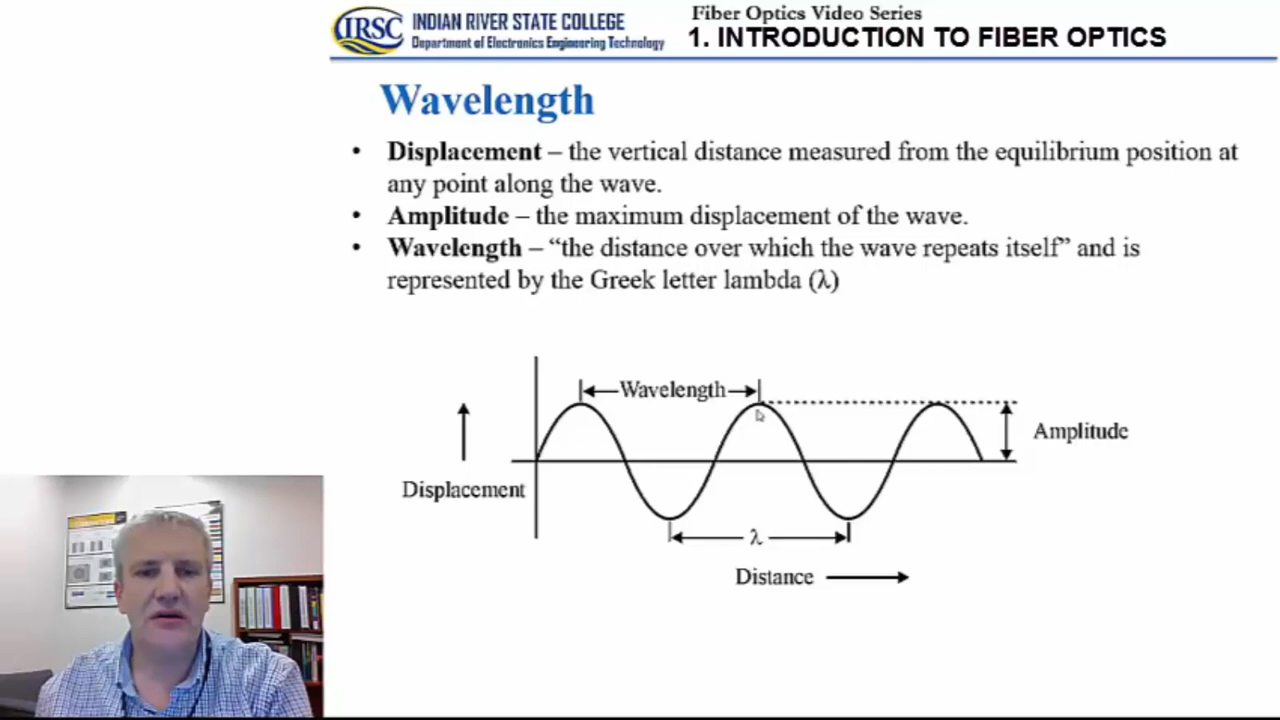 IRSC
INDIAN RIVER STATE COLLEGE
Department of Electronics Engineering Technology
Fiber Optics Video Series
1. INTRODUCTION TO FIBER OPTICS
Wavelength
• Displacement – the vertical distance measured from the equilibrium position at
any point along the wave.
• Amplitude – the maximum displacement of the wave.
• Wavelength – “the distance over which the wave repeats itself” and is
represented by the Greek letter lambda (λ)
Wavelength
Amplitude
Displacement
λ
Distance